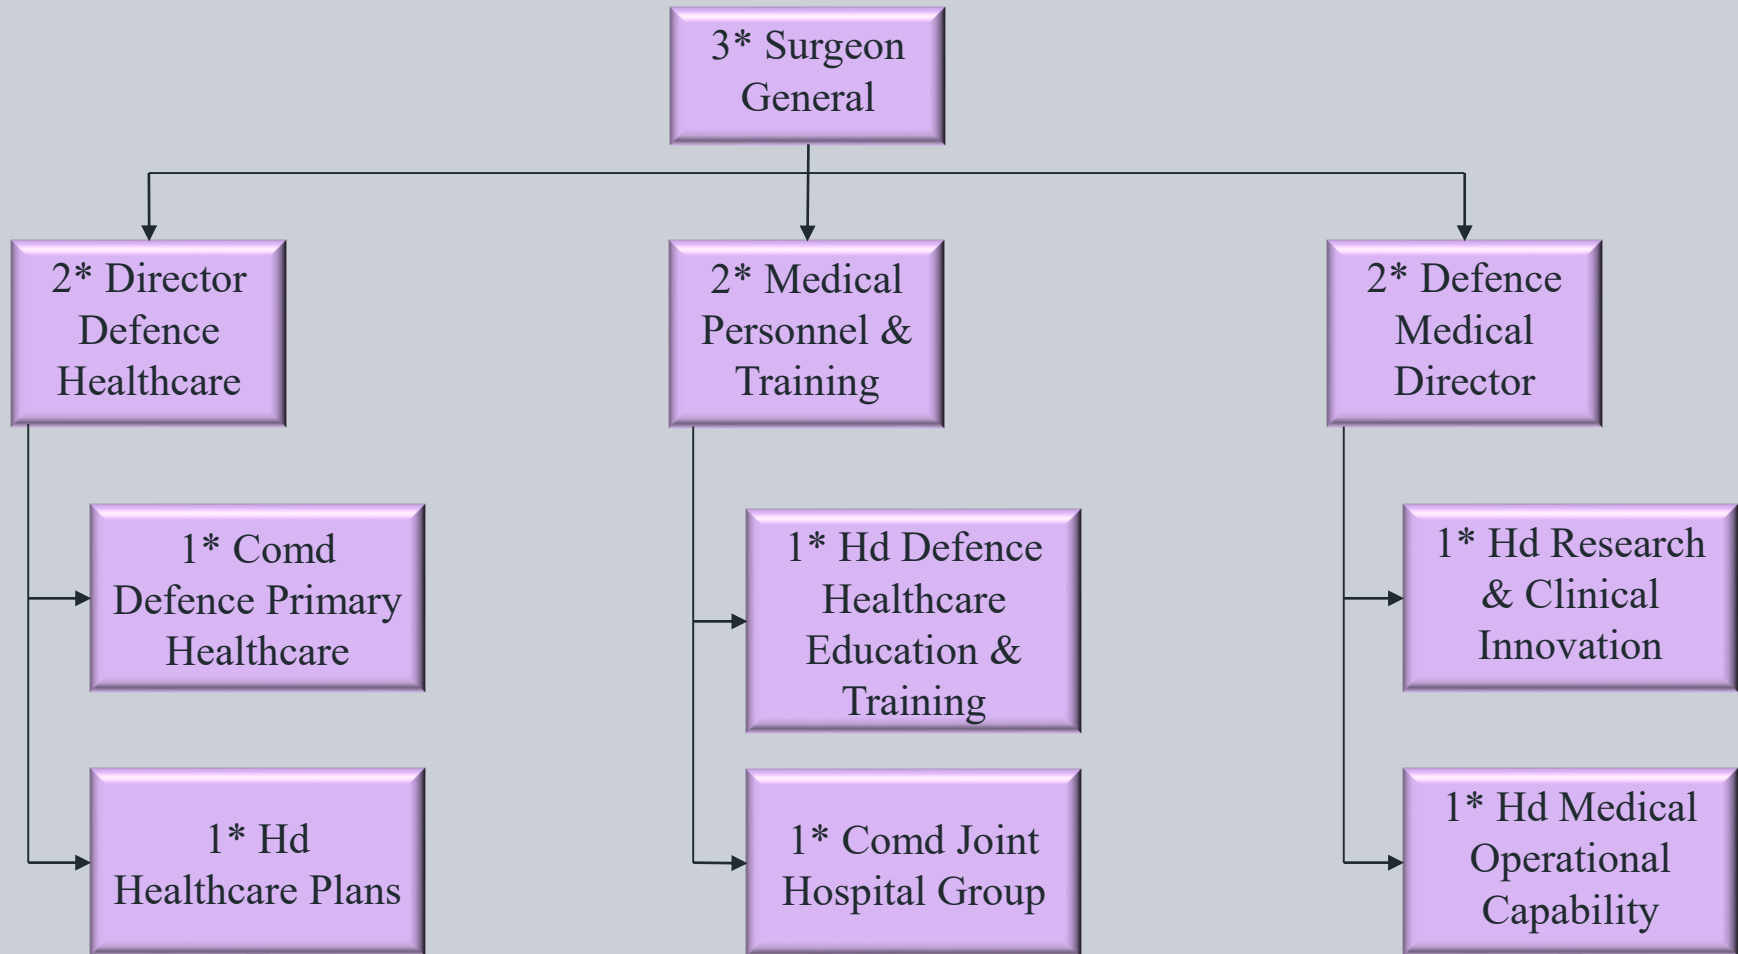 3* Surgeon
General
2* Director
Defence
Healthcare
2* Medical
Personnel &
Training
2* Defence
Medical
Director
1* Comd
Defence Primary
Healthcare
1* Hd Defence
Healthcare
Education &
Training
1* Hd Research
& Clinical
Innovation
1* Hd
Healthcare Plans
1* Comd Joint
Hospital Group
1* Hd Medical
Operational
Capability